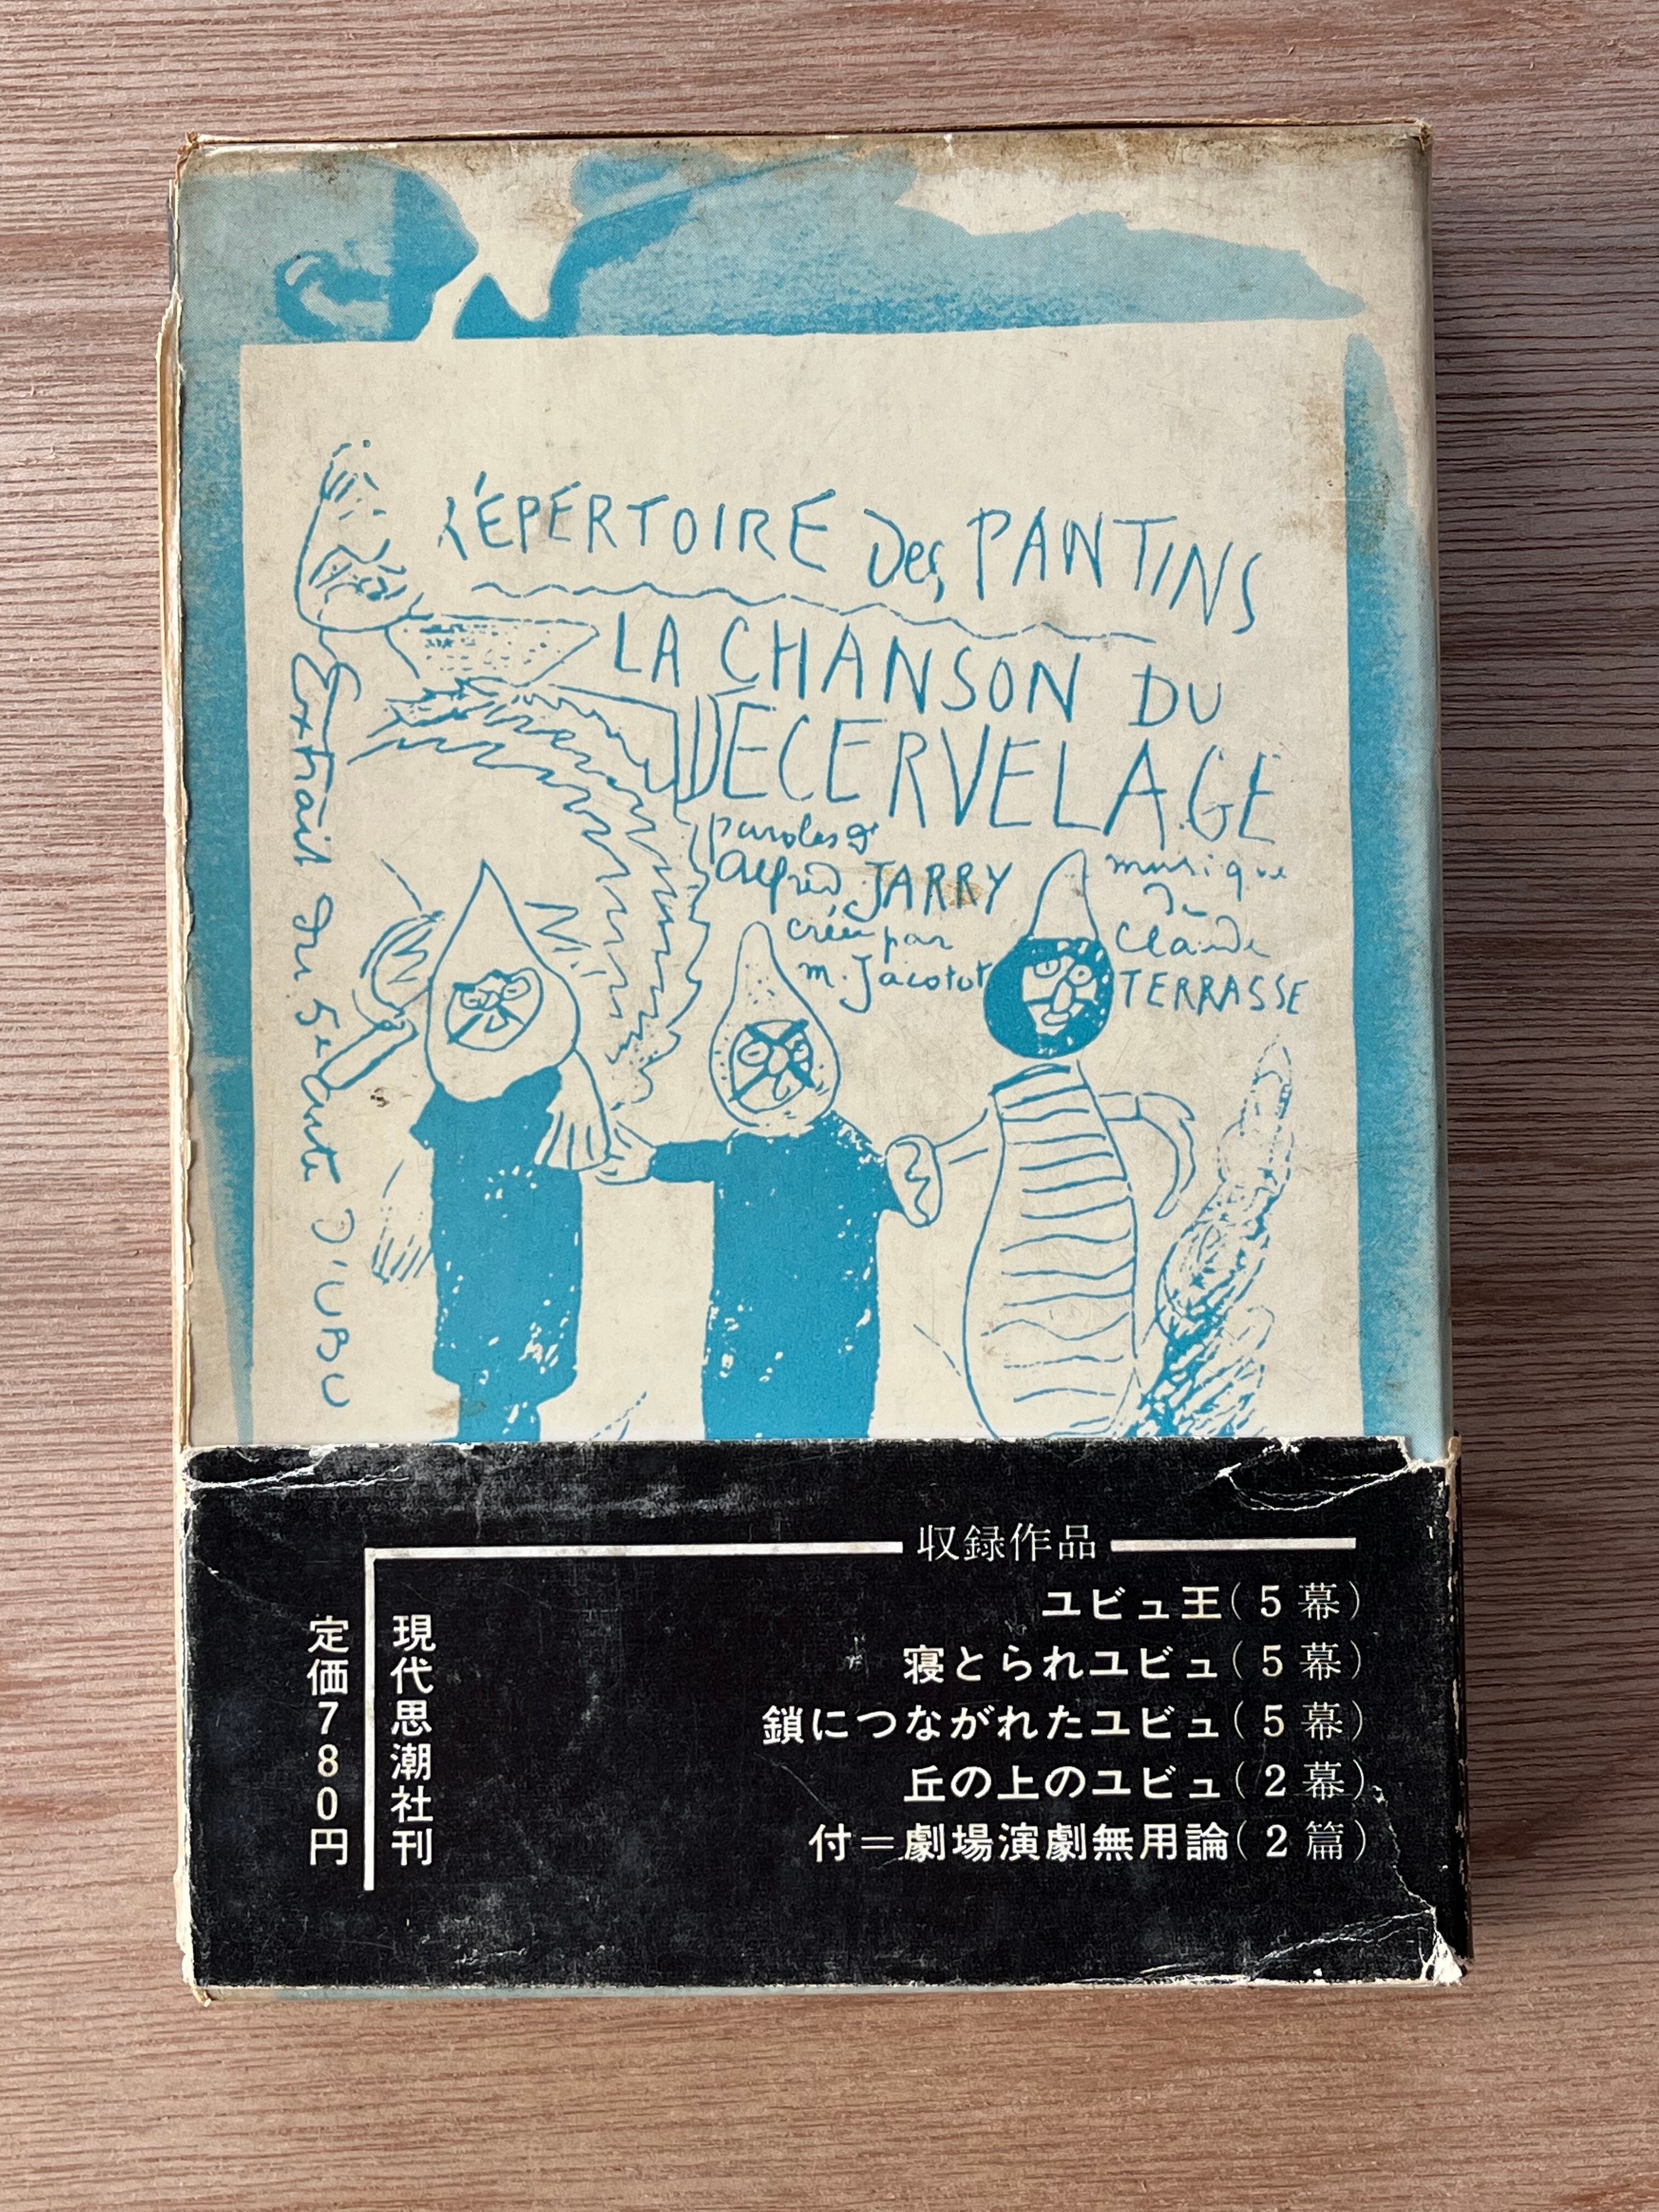 RÉPERTOIRE Des PANTINS
LA CHANSON DU
DECERVELAGE
paroles de
Alfred JARRY
créée par
M. Jacotot
musique
de
Claude
TERRASSE
Extrait du 5e acte D'UBU
収録作品
ユビュ王(5幕)
寝とられユビュ(5幕)
鎖につながれたユビュ(5幕)
丘の上のユビュ(2幕)
付=劇場演劇無用論(2篇)
現代思潮社刊
定価780円